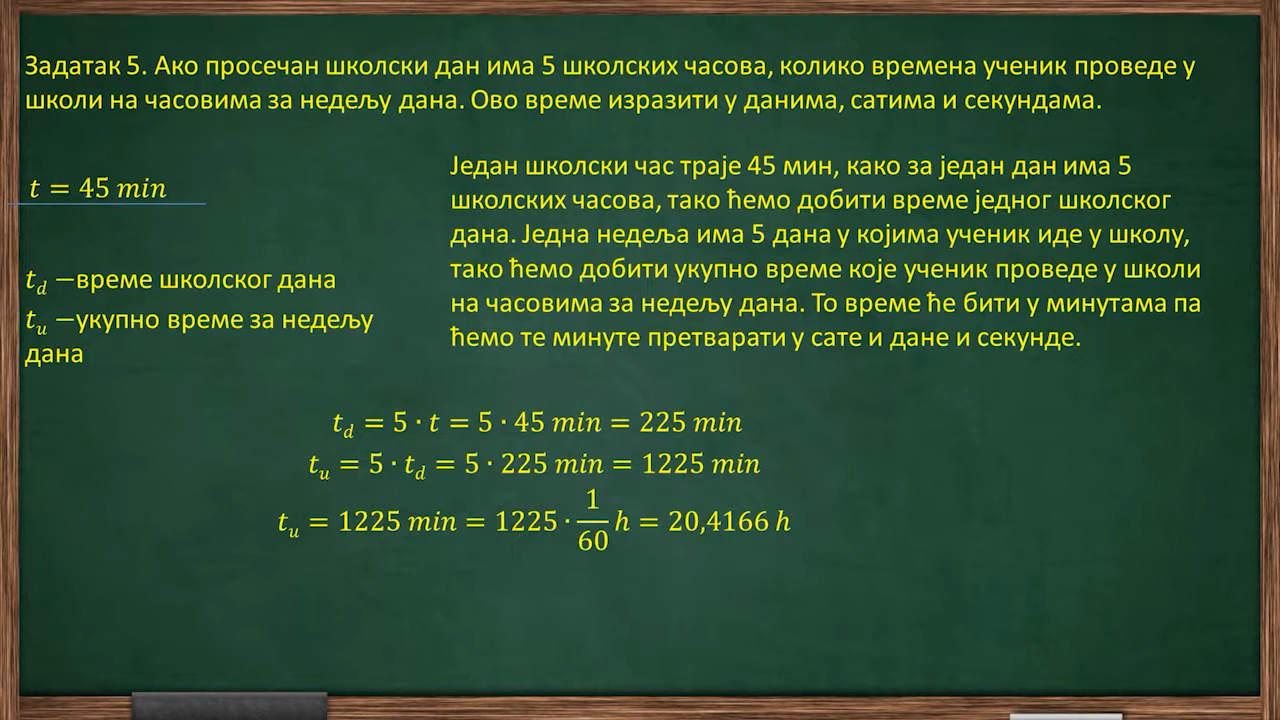 Задатак 5. Ако просечан школски дан има 5 школских часова, колико времена ученик проведе у
школи на часовима за недељу дана. Ово време изразити у данима, сатима и секундама.
t = 45 min
t_d −време школског дана
t_u −укупно време за недељу
дана
Један школски час траје 45 мин, како за један дан има 5
школских часова, тако ћемо добити време једног школског
дана. Једна недеља има 5 дана у којима ученик иде у школу,
тако ћемо добити укупно време које ученик проведе у школи
на часовима за недељу дана. То време ће бити у минутама па
ћемо те минуте претварати у сате и дане и секунде.
t_d = 5 · t = 5 · 45 min = 225 min
t_u = 5 · t_d = 5 · 225 min = 1225 min
t_u = 1225 min = 1225 · 1/60 h = 20,4166 h